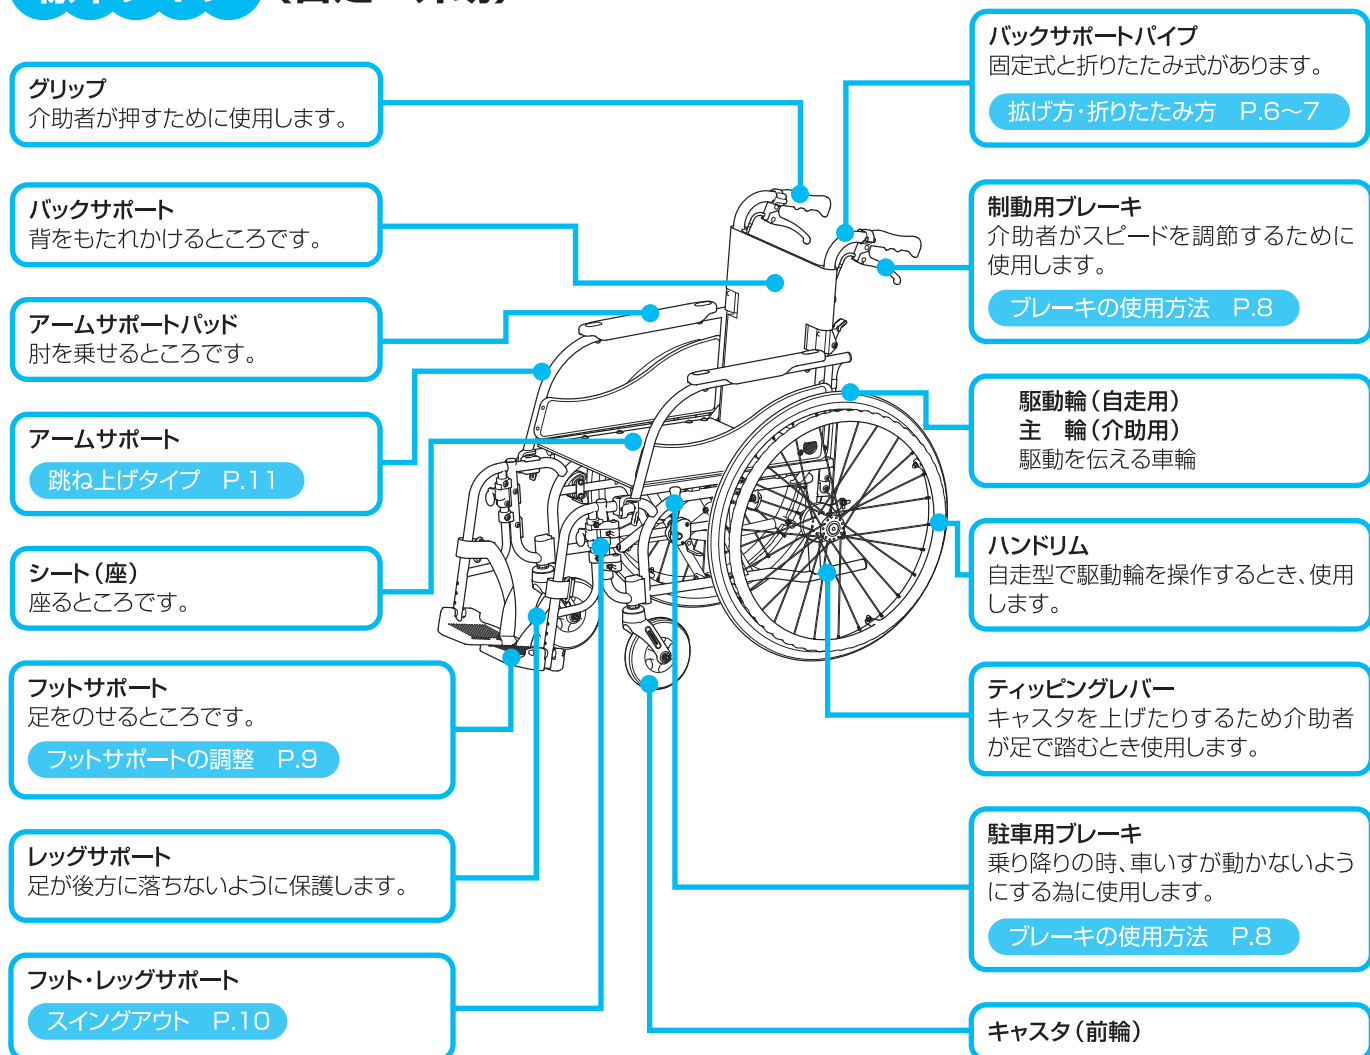 グリップ
介助者が押すために使用します。
バックサポート
背をもたれかけるところです。
アームサポートパッド
肘を乗せるところです。
アームサポート
跳ね上げタイプ P.11
シート（座）
座るところです。
フットサポート
足をのせるところです。
フットサポートの調整 P.9
レッグサポート
足が後方に落ちないように保護します。
フット・レッグサポート
スイングアウト P.10
バックサポートパイプ
固定式と折りたたみ式があります。
拡げ方・折りたたみ方 P.6～7
制動用ブレーキ
介助者がスピードを調節するために
使用します。
ブレーキの使用方法 P.8
駆動輪（自走用）
主　輪（介助用）
駆動を伝える車輪
ハンドリム
自走型で駆動輪を操作するとき、使用
します。
ティッピングレバー
キャスタを上げたりするため介助者
が足で踏むとき使用します。
駐車用ブレーキ
乗り降りの時、車いすが動かないよう
にする為に使用します。
ブレーキの使用方法 P.8
キャスタ（前輪）